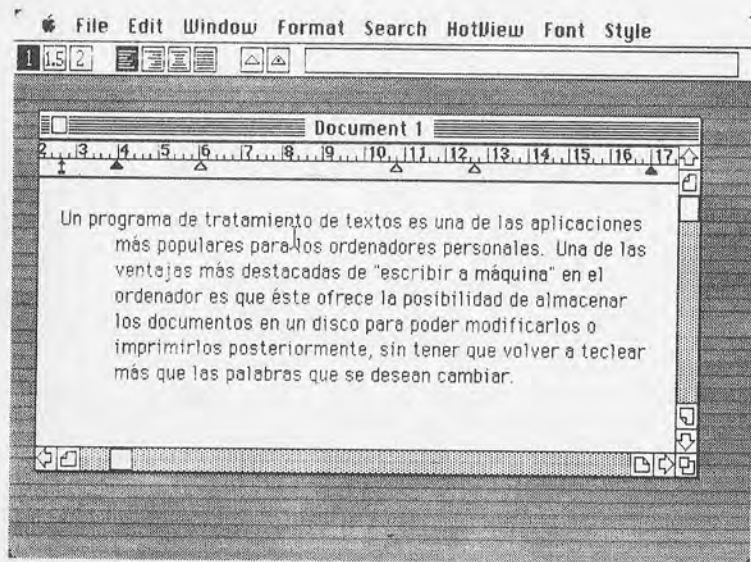 File Edit Window Format Search HotView Font Style
1 1.5 2
Document 1
2 3 4 5 6 7 8 9 10 11 12 13 14 15 16 17
Un programa de tratamiento de textos es una de las aplicaciones
más populares para los ordenadores personales. Una de las
ventajas más destacadas de "escribir a máquina" en el
ordenador es que éste ofrece la posibilidad de almacenar
los documentos en un disco para poder modificarlos o
imprimirlos posteriormente, sin tener que volver a teclear
más que las palabras que se desean cambiar.